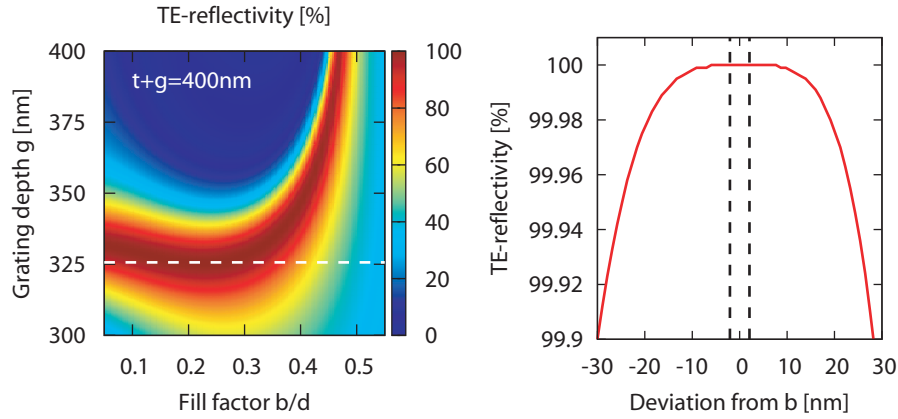 TE-reflectivity [%]
t+g=400nm
Grating depth g [nm]
400
375
350
325
300
0.1 0.2 0.3 0.4 0.5
Fill factor b/d
100
80
60
40
20
0
TE-reflectivity [%]
100
99.98
99.96
99.94
99.92
99.9
-30 -20 -10 0 10 20 30
Deviation from b [nm]